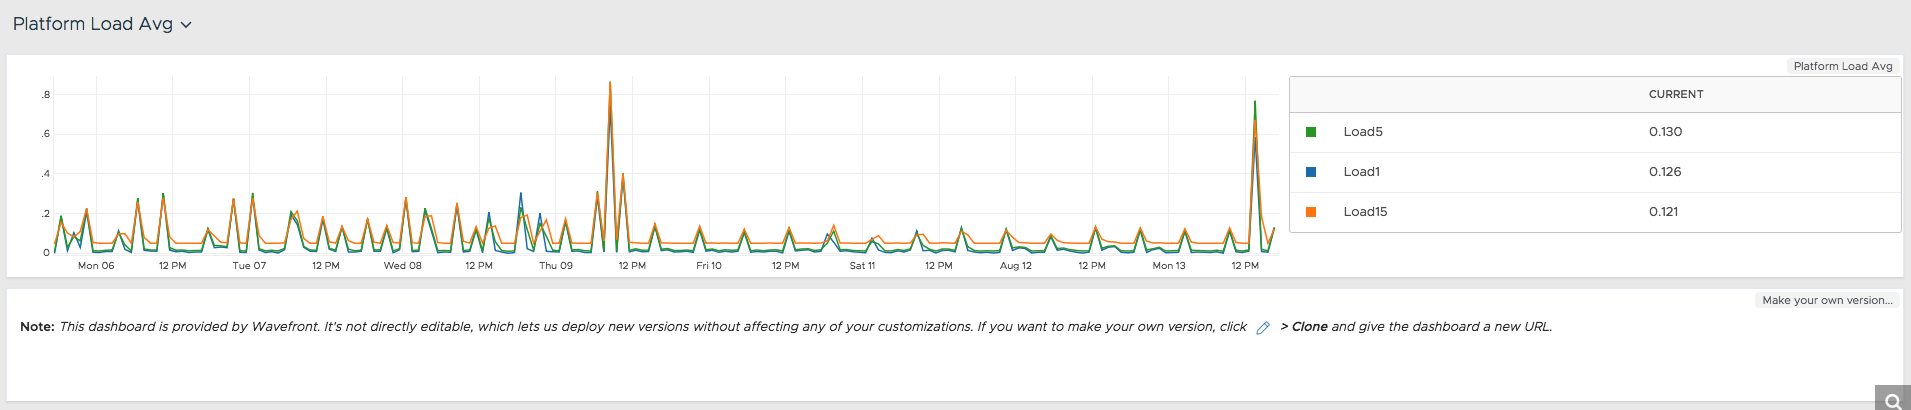 Platform Load Avg
Platform Load Avg
.8
.6
.4
.2
0
Mon 06 12 PM Tue 07 12 PM Wed 08 12 PM Thu 09 12 PM Fri 10 12 PM Sat 11 12 PM Aug 12 12 PM Mon 13 12 PM
CURRENT
Load5 0.130
Load1 0.126
Load15 0.121
Make your own version...
Note: This dashboard is provided by Wavefront. It's not directly editable, which lets us deploy new versions without affecting any of your customizations. If you want to make your own version, click > Clone and give the dashboard a new URL.